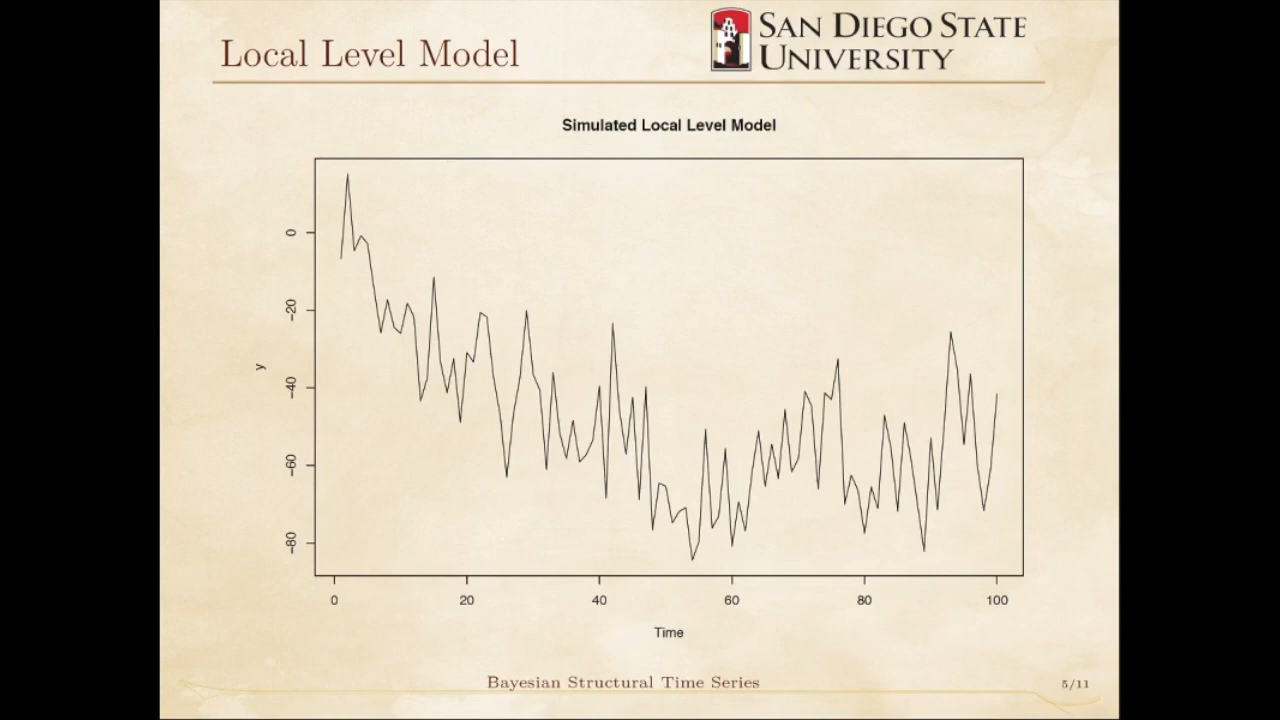 Local Level Model
SAN DIEGO STATE
UNIVERSITY
Simulated Local Level Model
0
−20
−40
−60
−80
y
0 20 40 60 80 100
Time
Bayesian Structural Time Series
5/11